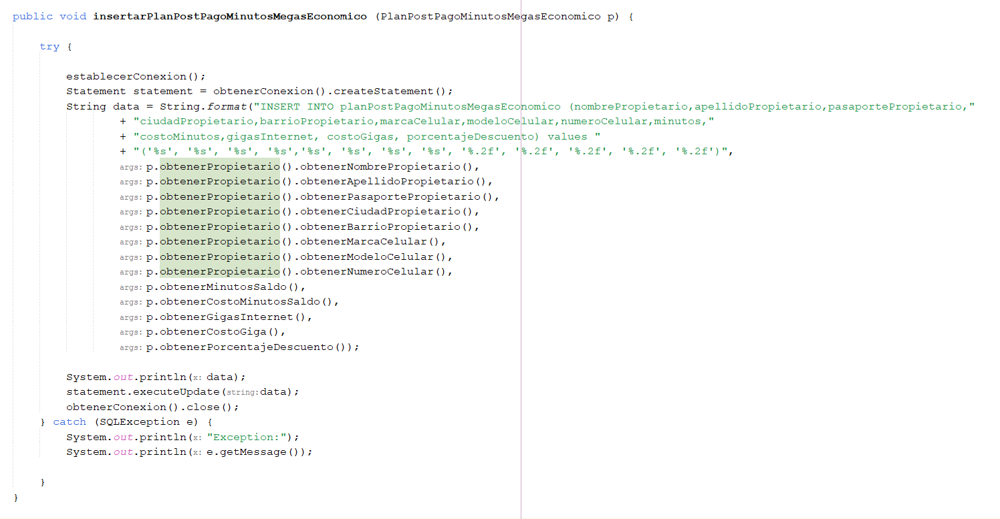 public void insertarPlanPostPagoMinutosMegasEconomico (PlanPostPagoMinutosMegasEconomico p) {
try {
establecerConexion();
Statement statement = obtenerConexion().createStatement();
String data = String.format("INSERT INTO planPostPagoMinutosMegasEconomico (nombrePropietario,apellidoPropietario,pasaportePropietario,"
+ "ciudadPropietario,barrioPropietario,marcaCelular,modeloCelular,numeroCelular,minutos,"
+ "costoMinutos,gigasInternet, costoGigas, porcentajeDescuento) values "
+ "('%s', '%s', '%s', '%s','%s', '%s', '%s', '%s', '%.2f', '%.2f', '%.2f', '%.2f', '%.2f')",
args: p.obtenerPropietario().obtenerNombrePropietario(),
args: p.obtenerPropietario().obtenerApellidoPropietario(),
args: p.obtenerPropietario().obtenerPasaportePropietario(),
args: p.obtenerPropietario().obtenerCiudadPropietario(),
args: p.obtenerPropietario().obtenerBarrioPropietario(),
args: p.obtenerPropietario().obtenerMarcaCelular(),
args: p.obtenerPropietario().obtenerModeloCelular(),
args: p.obtenerPropietario().obtenerNumeroCelular(),
args: p.obtenerMinutosSaldo(),
args: p.obtenerCostoMinutosSaldo(),
args: p.obtenerGigasInternet(),
args: p.obtenerCostoGiga(),
args: p.obtenerPorcentajeDescuento());
System.out.println(x: data);
statement.executeUpdate(string:data);
obtenerConexion().close();
} catch (SQLException e) {
System.out.println(x: "Exception:");
System.out.println(x: e.getMessage());
}
}